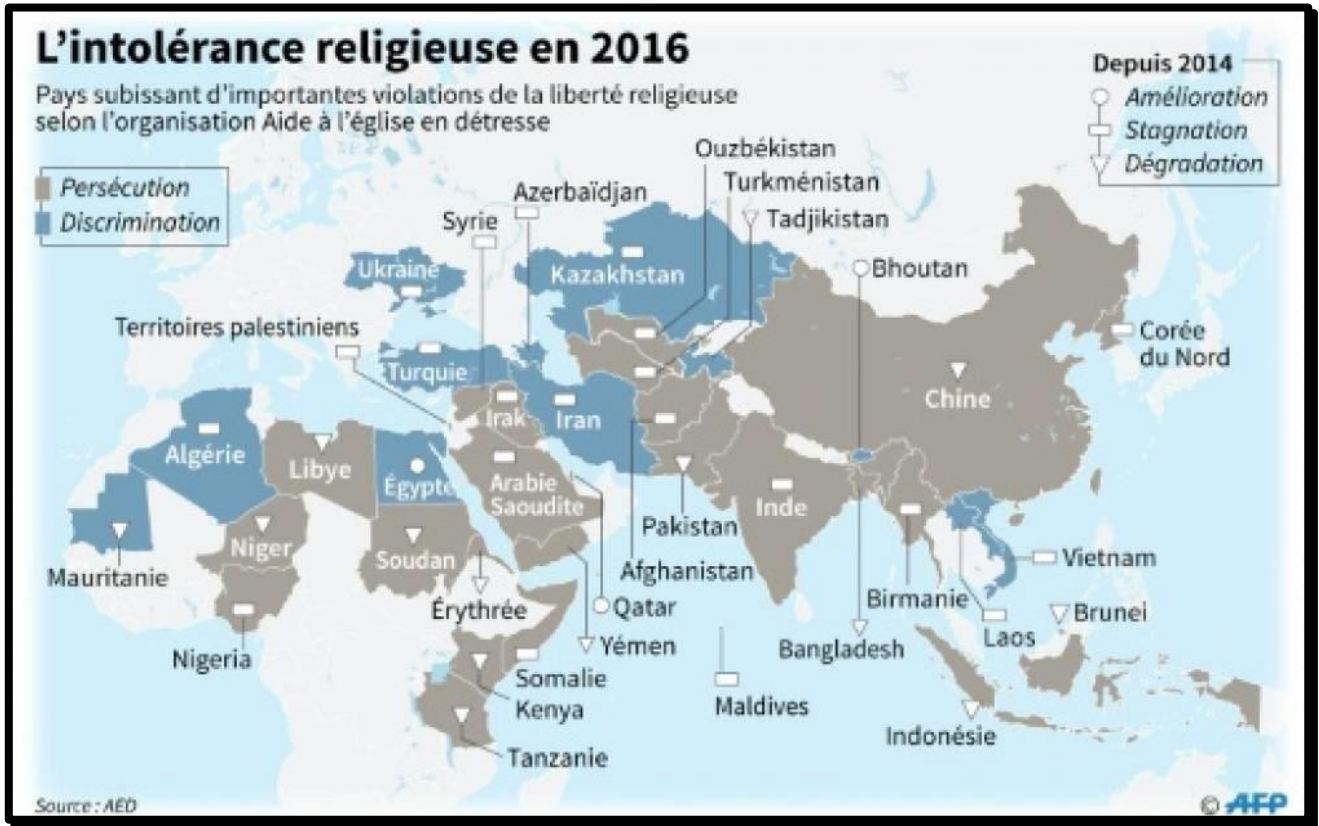 L'intolérance religieuse en 2016
Pays subissant d'importantes violations de la liberté religieuse
selon l'organisation Aide à l'église en détresse
Persécution
Discrimination
Depuis 2014
Amélioration
Stagnation
Dégradation
Ouzbékistan
Turkménistan
Tadjikistan
Azerbaïdjan
Syrie
Bhoutan
Ukraine
Kazakhstan
Territoires palestiniens
Corée
du Nord
Turquie
Irak
Iran
Chine
Algérie
Libye
Égypte
Arabie
Saoudite
Inde
Pakistan
Niger
Soudan
Afghanistan
Mauritanie
Érythrée
Qatar
Birmanie
Vietnam
Laos
Brunei
Nigeria
Yémen
Bangladesh
Somalie
Kenya
Maldives
Indonésie
Tanzanie
Source : AED
© AFP